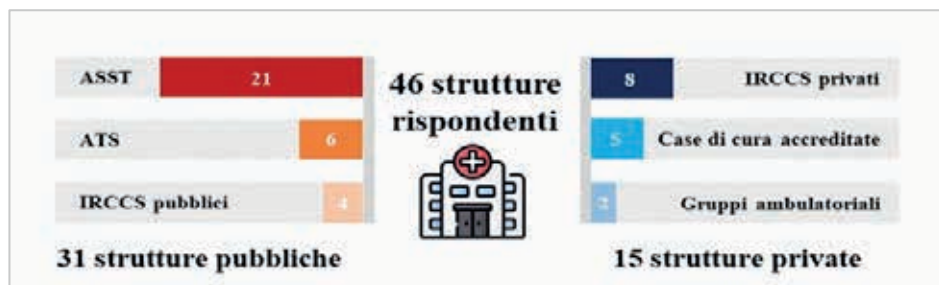 ASST 21
ATS 6
IRCCS pubblici 4
31 strutture pubbliche
46 strutture
rispondenti
8 IRCCS privati
5 Case di cura accreditate
2 Gruppi ambulatoriali
15 strutture private